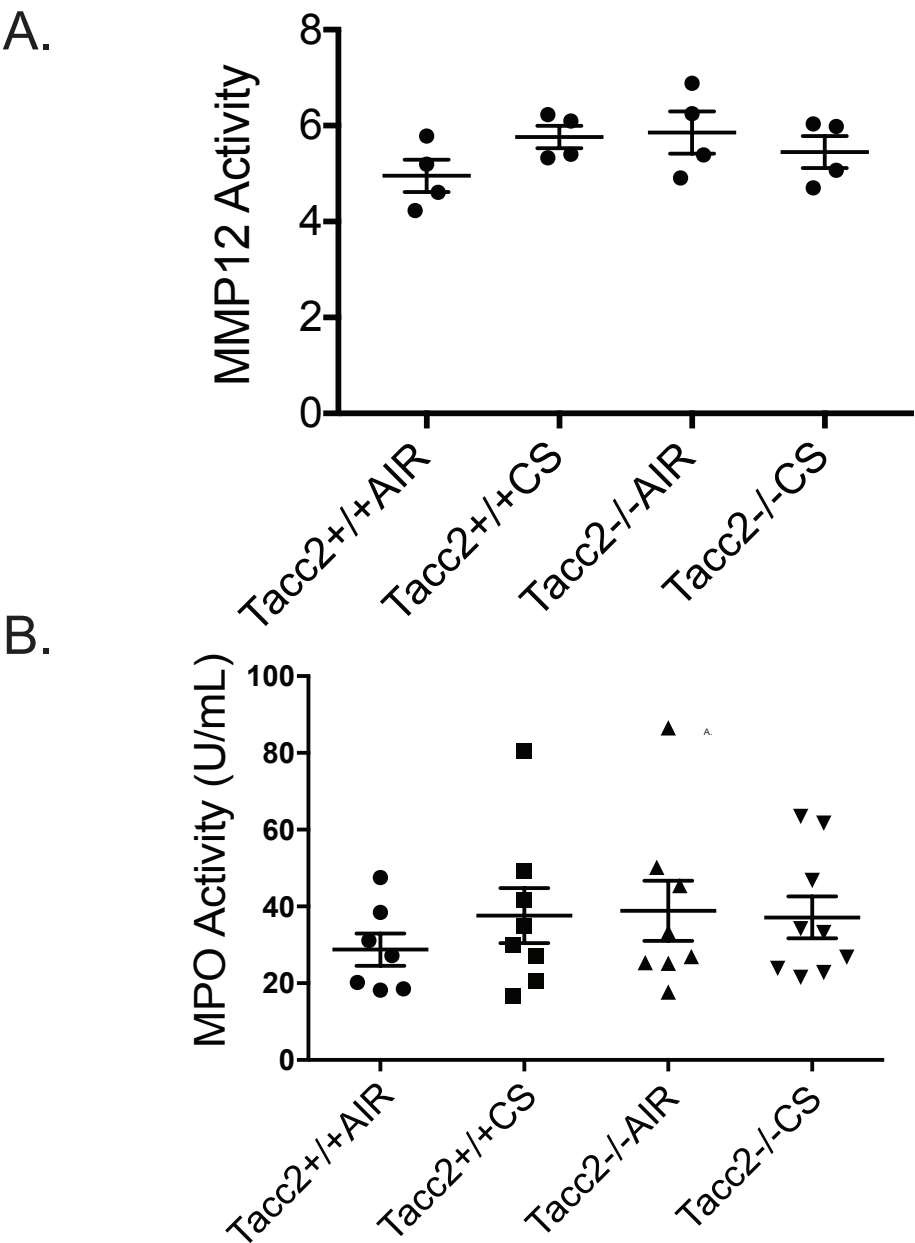 A.
MMP12 Activity
8
6
4
2
0
Tacc2+/+AIR
Tacc2+/+CS
Tacc2-/-AIR
Tacc2-/-CS
B.
MPO Activity (U/mL)
100
80
60
40
20
0
A.
Tacc2+/+AIR
Tacc2+/+CS
Tacc2-/-AIR
Tacc2-/-CS